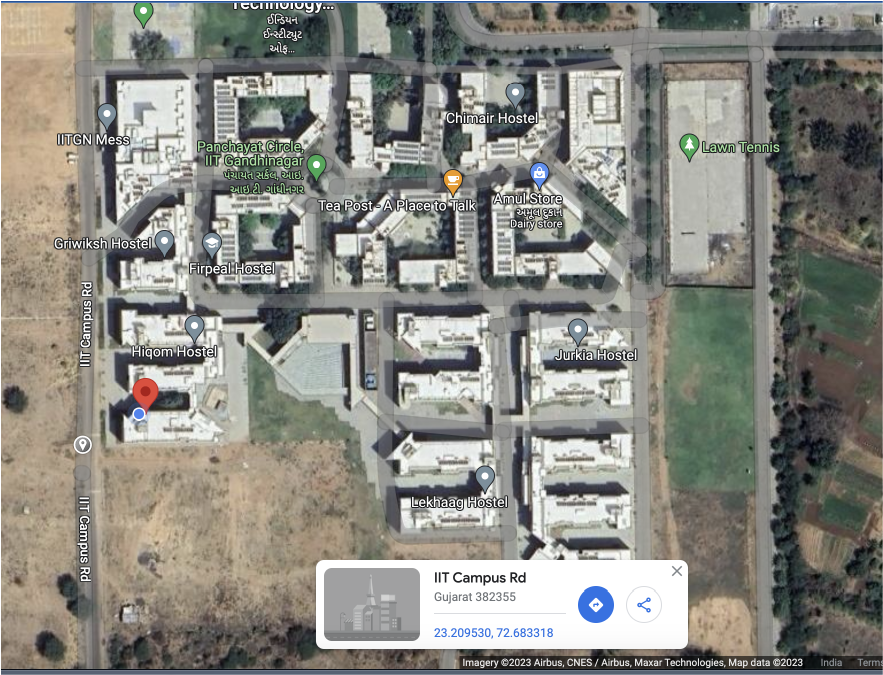 Technology...
ઈન્ડિયન
ઈન્સ્ટીટ્યુટ
ઓફ...
Chimair Hostel
IITGN Mess
Panchayat Circle,
IIT Gandhinagar
પંચાયત સર્કલ, આઇ.
આઇ ટી. ગાંધીનગર
Lawn Tennis
Tea Post - A Place to Talk
Amul Store
અમૂલ દુકાન
Dairy store
Griwiksh Hostel
Firpeal Hostel
IIT Campus Rd
Hiqom Hostel
Jurkia Hostel
Lekhaag Hostel
IIT Campus Rd
IIT Campus Rd
Gujarat 382355
23.209530, 72.683318
Imagery ©2023 Airbus, CNES / Airbus, Maxar Technologies, Map data ©2023 India Terms